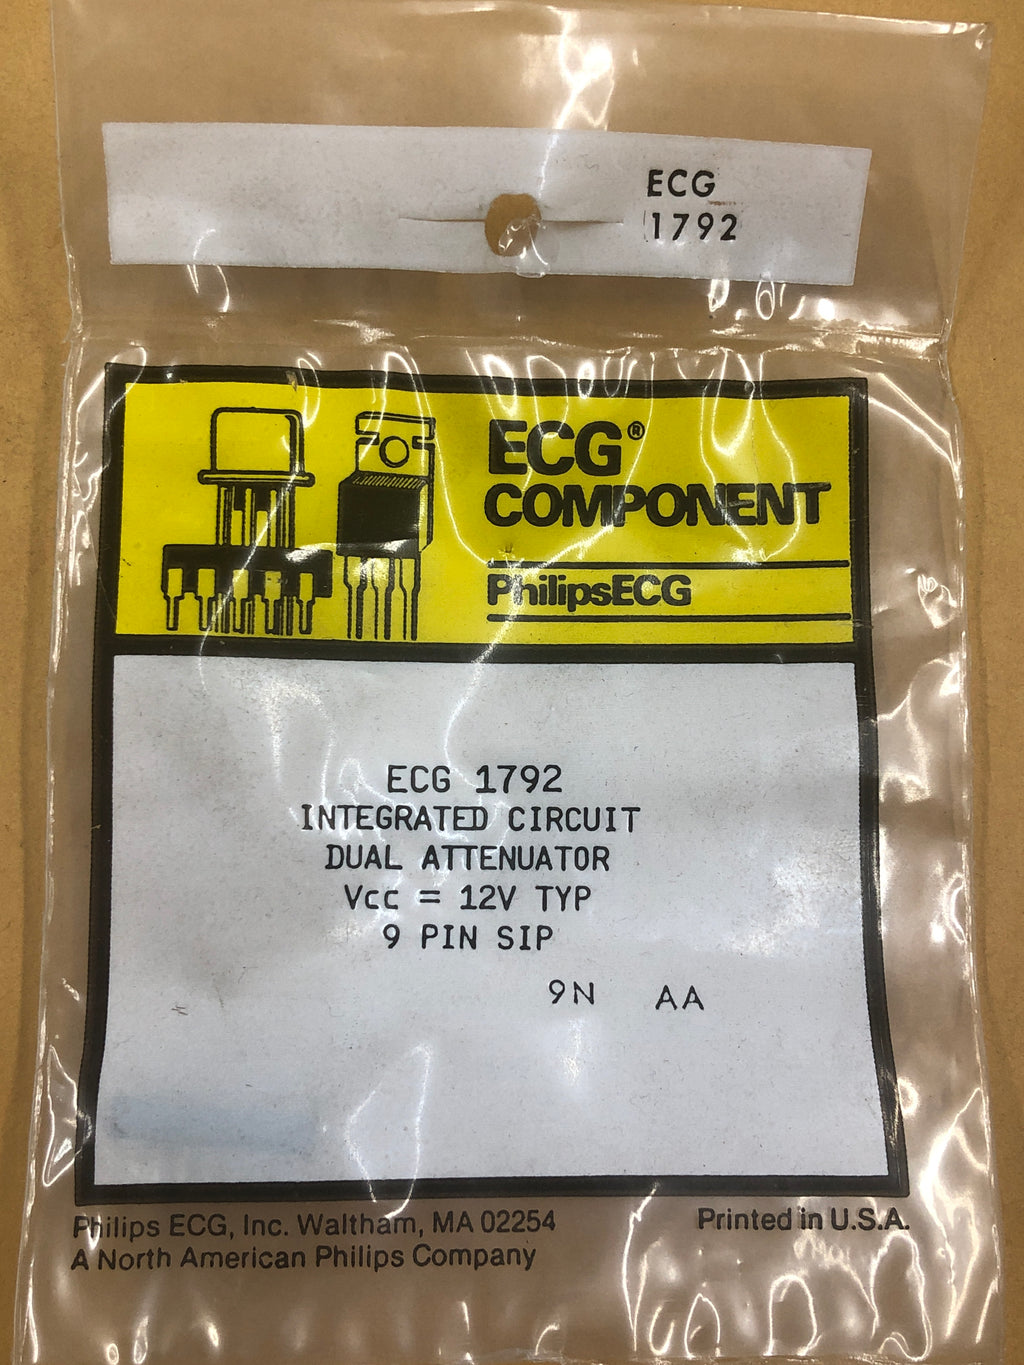 ECG
1792
ECG®
COMPONENT
PhilipsECG
ECG 1792
INTEGRATED CIRCUIT
DUAL ATTENUATOR
Vcc = 12V TYP
9 PIN SIP
9N AA
Philips ECG, Inc. Waltham, MA 02254 Printed in U.S.A.
A North American Philips Company